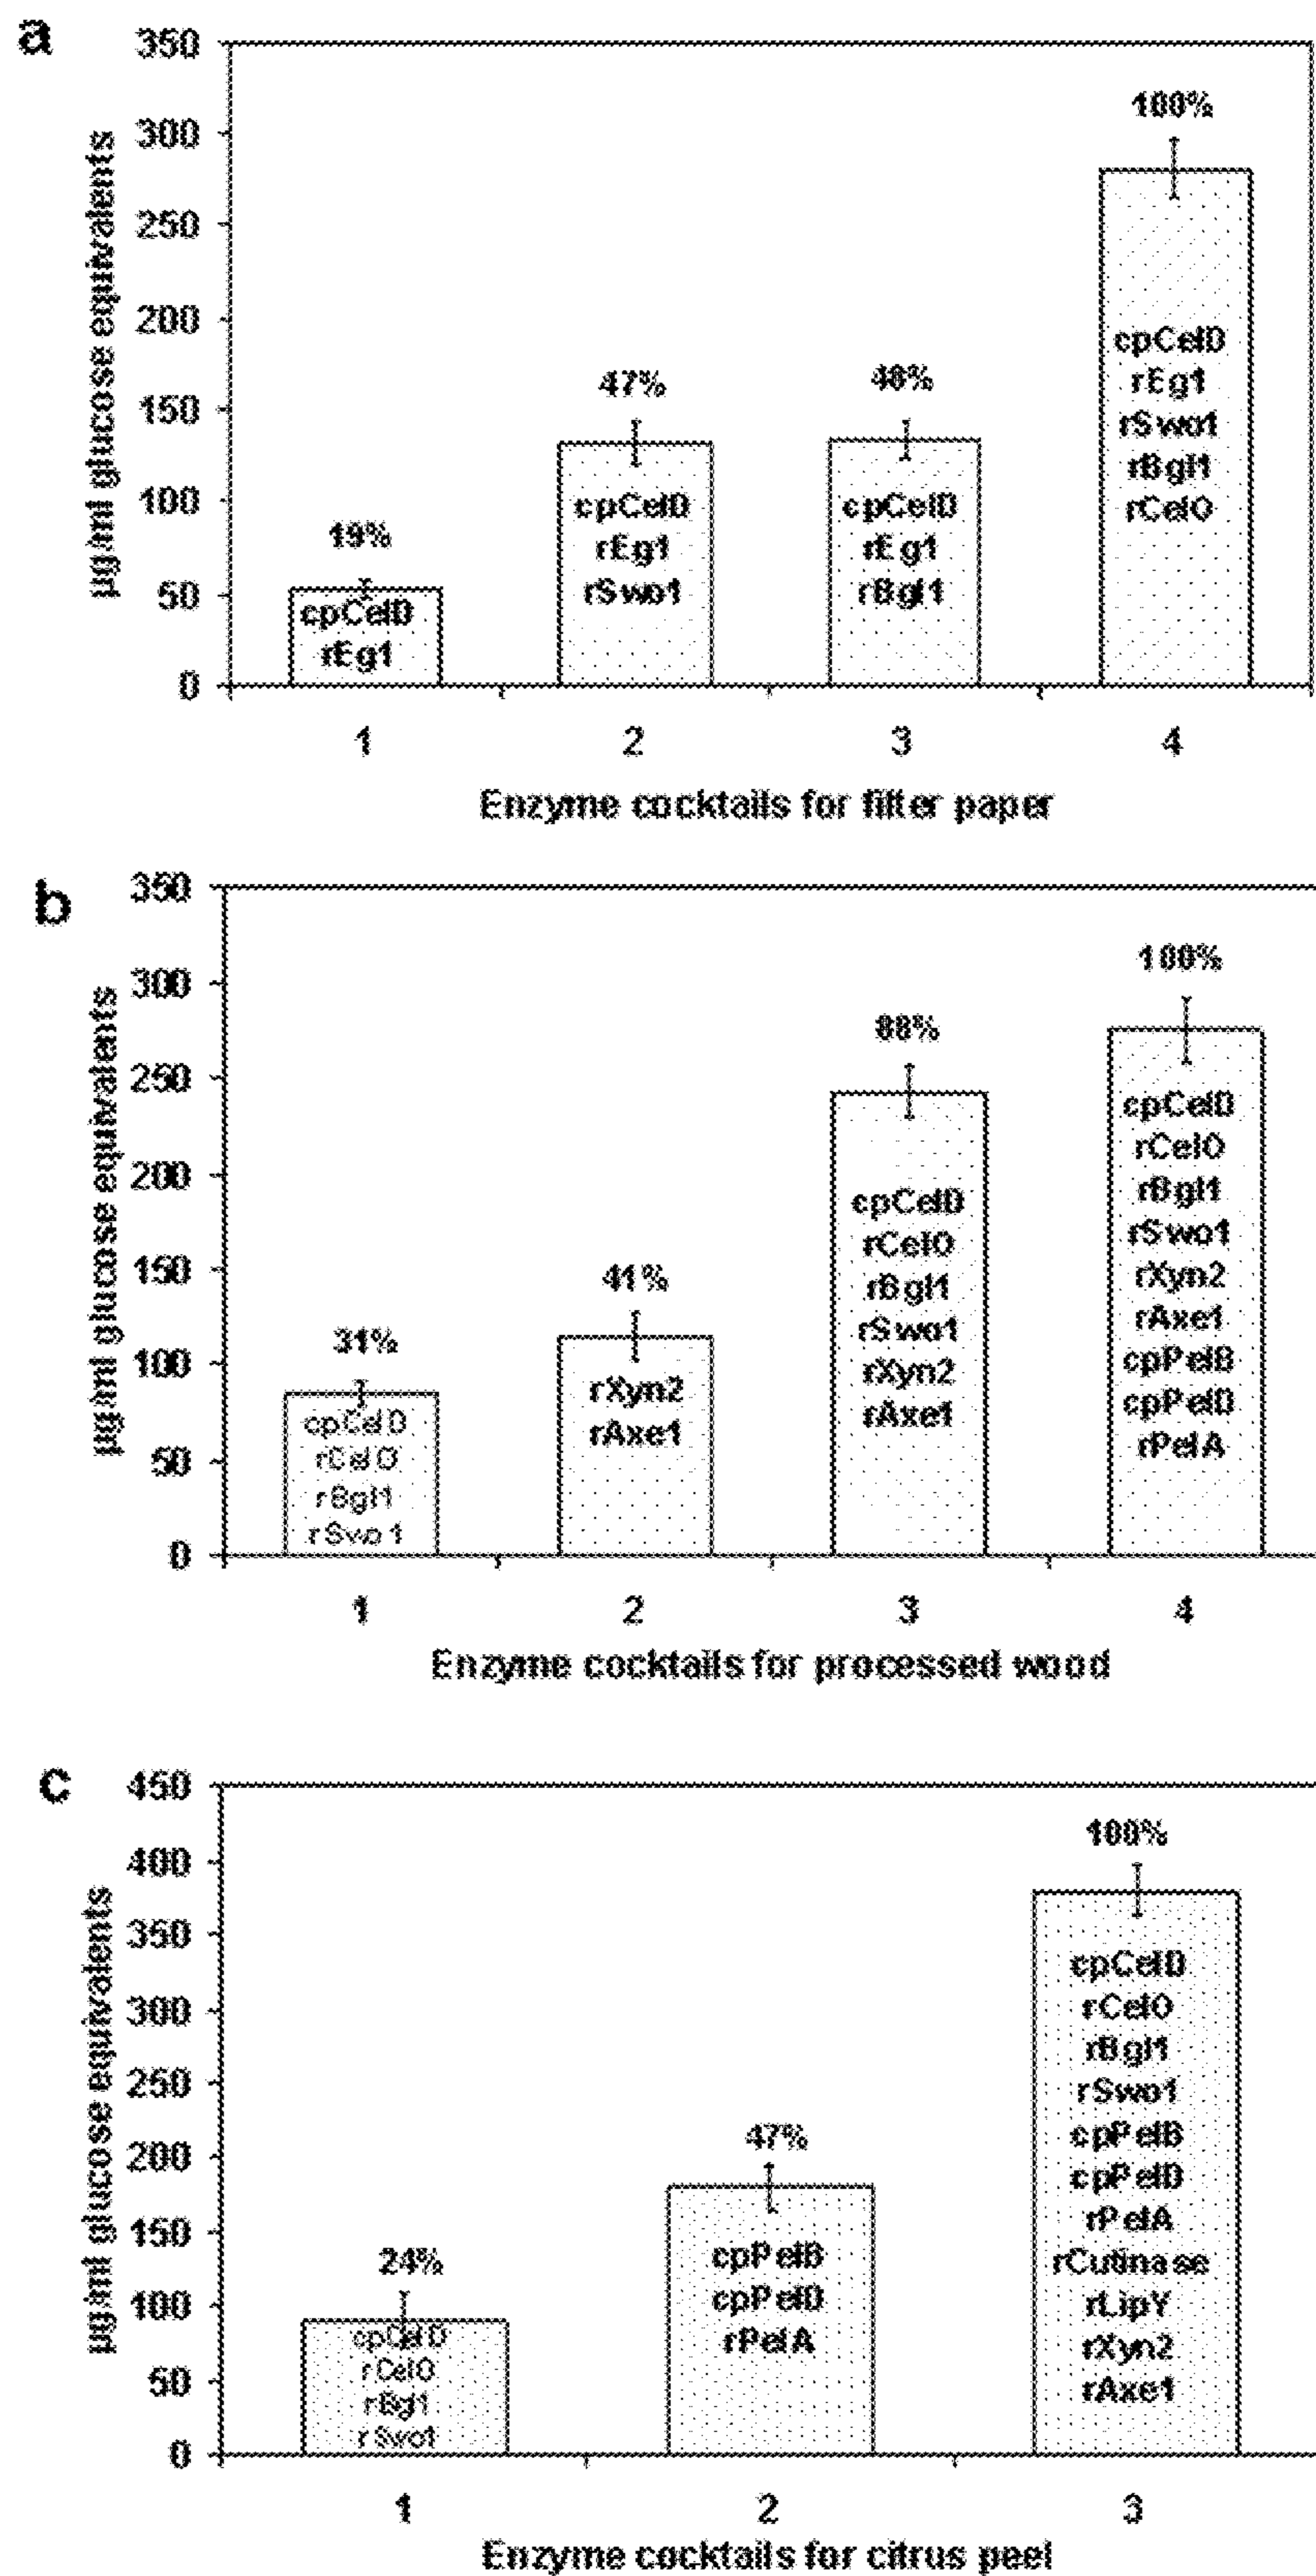 a
µg/ml glucose equivalents
350
300
250
200
150
100
50
0
19%
cpCelD
rEg1
47%
cpCelD
rEg1
rSwo1
48%
cpCelD
rEg1
rBgl1
100%
cpCelD
rEg1
rSwo1
rBgl1
rCelO
1 2 3 4
Enzyme cocktails for filter paper
b
µg/ml glucose equivalents
350
300
250
200
150
100
50
0
31%
cpCelD
rCelO
rBgl1
rSwo1
41%
rXyn2
rAxe1
88%
cpCelD
rCelO
rBgl1
rSwo1
rXyn2
rAxe1
100%
cpCelD
rCelO
rBgl1
rSwo1
rXyn2
rAxe1
cpPelB
cpPelD
rPelA
1 2 3 4
Enzyme cocktails for processed wood
c
µg/ml glucose equivalents
450
400
350
300
250
200
150
100
50
0
24%
cpCelD
rCelO
rBgl1
rSwo1
47%
cpPelB
cpPelD
rPelA
100%
cpCelD
rCelO
rBgl1
rSwo1
cpPelB
cpPelD
rPelA
rCutinase
rLipY
rXyn2
rAxe1
1 2 3
Enzyme cocktails for citrus peel